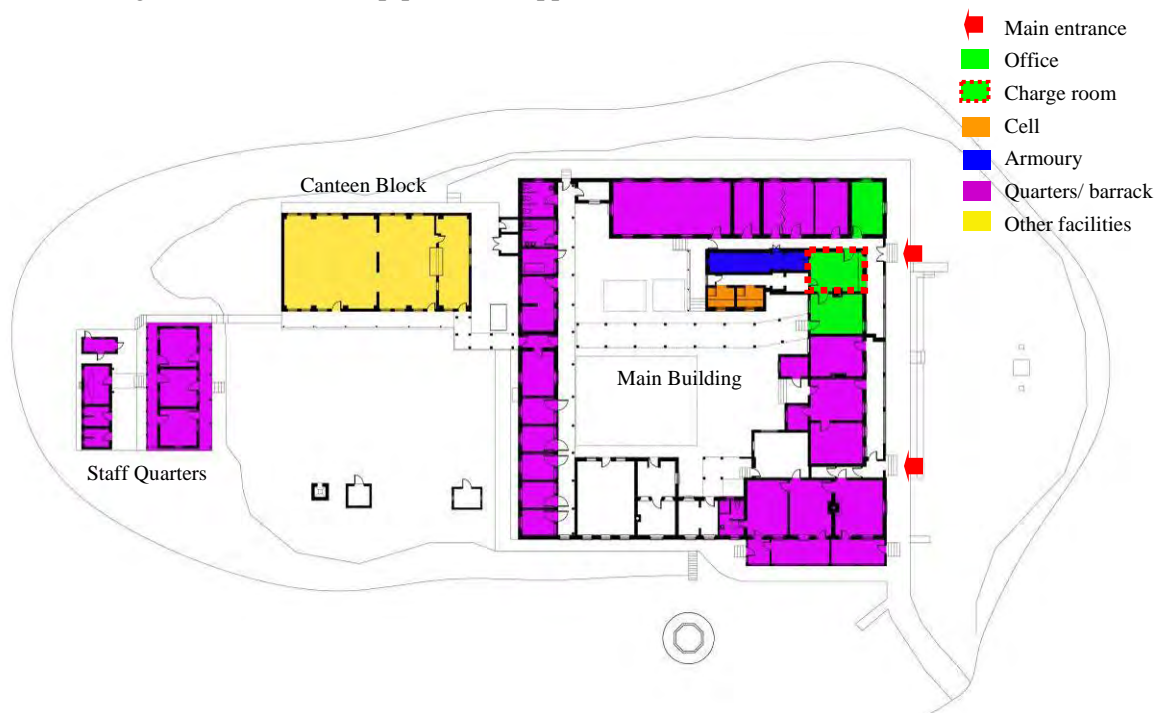 Main entrance
Office
Charge room
Cell
Armoury
Quarters/ barrack
Other facilities
Canteen Block
Main Building
Staff Quarters